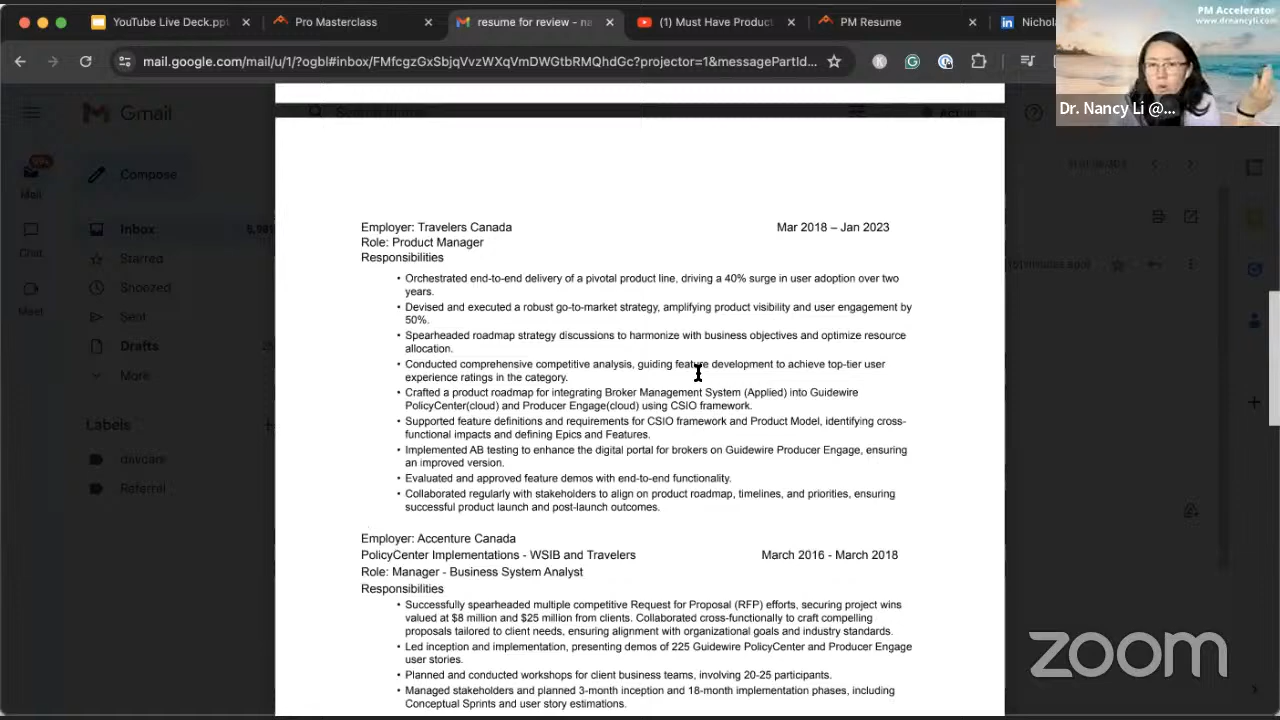 YouTube Live Deck.ppt
Pro Masterclass
resume for review - na
(1) Must Have Product
PM Resume
Nichola
mail.google.com/mail/u/1/?ogbl#inbox/FMfcgzGxSbjqVvzWXqVmDWGtbRMQhdGc?projector=1&messagePartId...
PM Accelerato
www.drnancyli.com
Dr. Nancy Li @...
Gmail
Compose
Mail
Inbox
Chat
Starred
Snoozed
Meet
Sent
Drafts
More
Labels
daycare
Referral
Employer: Travelers Canada
Mar 2018 – Jan 2023
Role: Product Manager
Responsibilities
• Orchestrated end-to-end delivery of a pivotal product line, driving a 40% surge in user adoption over two
years.
• Devised and executed a robust go-to-market strategy, amplifying product visibility and user engagement by
50%.
• Spearheaded roadmap strategy discussions to harmonize with business objectives and optimize resource
allocation.
• Conducted comprehensive competitive analysis, guiding feature development to achieve top-tier user
experience ratings in the category.
• Crafted a product roadmap for integrating Broker Management System (Applied) into Guidewire
PolicyCenter(cloud) and Producer Engage(cloud) using CSIO framework.
• Supported feature definitions and requirements for CSIO framework and Product Model, identifying cross-
functional impacts and defining Epics and Features.
• Implemented AB testing to enhance the digital portal for brokers on Guidewire Producer Engage, ensuring
an improved version.
• Evaluated and approved feature demos with end-to-end functionality.
• Collaborated regularly with stakeholders to align on product roadmap, timelines, and priorities, ensuring
successful product launch and post-launch outcomes.
Employer: Accenture Canada
PolicyCenter Implementations - WSIB and Travelers
March 2016 - March 2018
Role: Manager - Business System Analyst
Responsibilities
• Successfully spearheaded multiple competitive Request for Proposal (RFP) efforts, securing project wins
valued at $8 million and $25 million from clients. Collaborated cross-functionally to craft compelling
proposals tailored to client needs, ensuring alignment with organizational goals and industry standards.
• Led inception and implementation, presenting demos of 225 Guidewire PolicyCenter and Producer Engage
user stories.
• Planned and conducted workshops for client business teams, involving 20-25 participants.
• Managed stakeholders and planned 3-month inception and 18-month implementation phases, including
Conceptual Sprints and user story estimations.
zoom